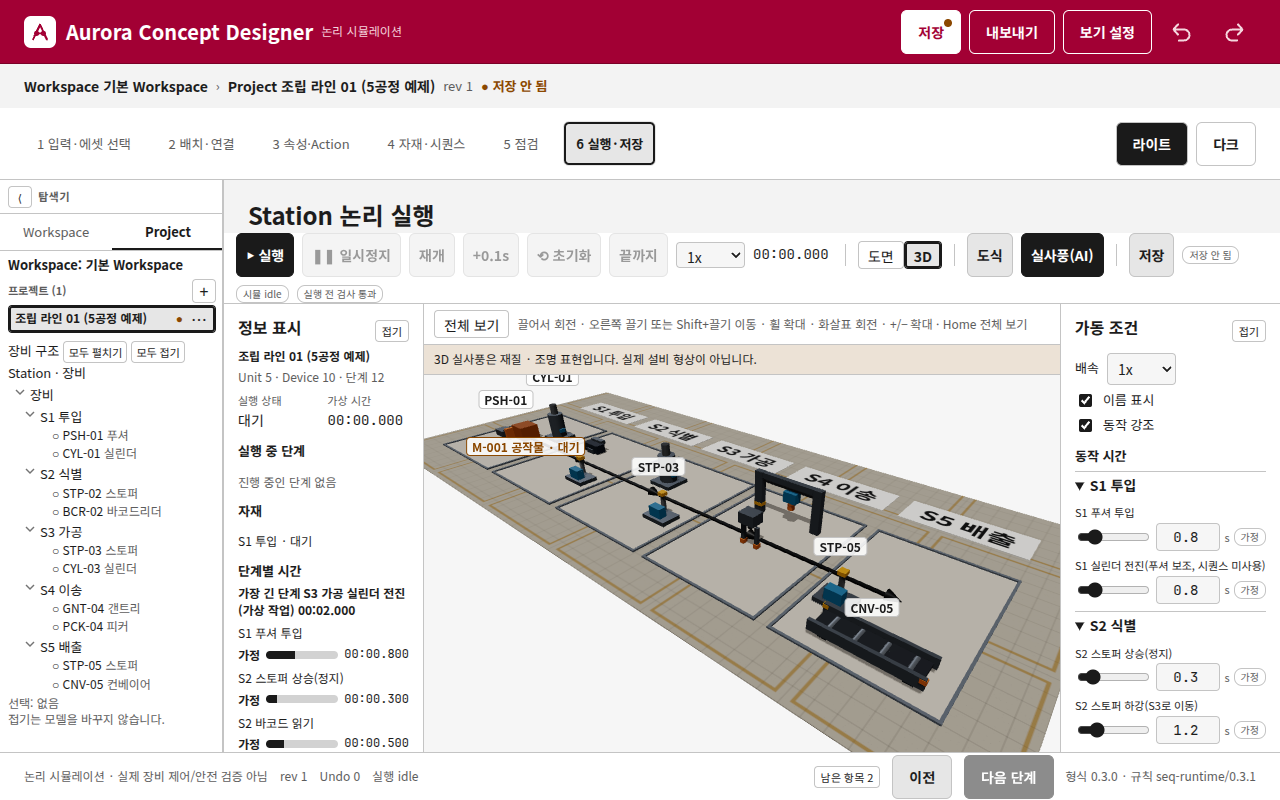 Aurora Concept Designer 논리 시뮬레이션
저장 내보내기 보기 설정
Workspace 기본 Workspace › Project 조립 라인 01 (5공정 예제) rev 1 ● 저장 안 됨
1 입력·에셋 선택 2 배치·연결 3 속성·Action 4 자재·시퀀스 5 점검 6 실행·저장
라이트 다크
⟨ 탐색기
Workspace Project
Workspace: 기본 Workspace
프로젝트 (1) +
조립 라인 01 (5공정 예제) ● ···
장비 구조 모두 펼치기 모두 접기
Station · 장비
장비
S1 투입
○ PSH-01 푸셔
○ CYL-01 실린더
S2 식별
○ STP-02 스토퍼
○ BCR-02 바코드리더
S3 가공
○ STP-03 스토퍼
○ CYL-03 실린더
S4 이송
○ GNT-04 갠트리
○ PCK-04 피커
S5 배출
○ STP-05 스토퍼
○ CNV-05 컨베이어
선택: 없음
접기는 모델을 바꾸지 않습니다.
Station 논리 실행
▶ 실행 ❚❚ 일시정지 재개 +0.1s ⟲ 초기화 끝까지 1x 00:00.000 도면 3D 도식 실사풍(AI) 저장 저장 안 됨
시뮬 idle 실행 전 검사 통과
정보 표시 접기
조립 라인 01 (5공정 예제)
Unit 5 · Device 10 · 단계 12
실행 상태 가상 시간
대기 00:00.000
실행 중 단계
진행 중인 단계 없음
자재
S1 투입 · 대기
단계별 시간
가장 긴 단계 S3 가공 실린더 전진
(가상 작업) 00:02.000
S1 푸셔 투입
가정 00:00.800
S2 스토퍼 상승(정지)
가정 00:00.300
S2 바코드 읽기
가정 00:00.500
전체 보기 끌어서 회전 · 오른쪽 끌기 또는 Shift+끌기 이동 · 휠 확대 · 화살표 회전 · +/− 확대 · Home 전체 보기
3D 실사풍은 재질 · 조명 표현입니다. 실제 설비 형상이 아닙니다.
CYL-01
PSH-01
S1 투입
S2 식별
M-001 공작물 · 대기
S3 가공
STP-03
S4 이송
S5 배출
STP-05
CNV-05
가동 조건 접기
배속 1x
이름 표시
동작 강조
동작 시간
▼ S1 투입
S1 푸셔 투입
0.8 s 가정
S1 실린더 전진(푸셔 보조, 시퀀스 미사용)
0.8 s 가정
▼ S2 식별
S2 스토퍼 상승(정지)
0.3 s 가정
S2 스토퍼 하강(S3로 이동)
1.2 s 가정
논리 시뮬레이션 · 실제 장비 제어/안전 검증 아님 rev 1 Undo 0 실행 idle
남은 항목 2 이전 다음 단계 형식 0.3.0 · 규칙 seq-runtime/0.3.1